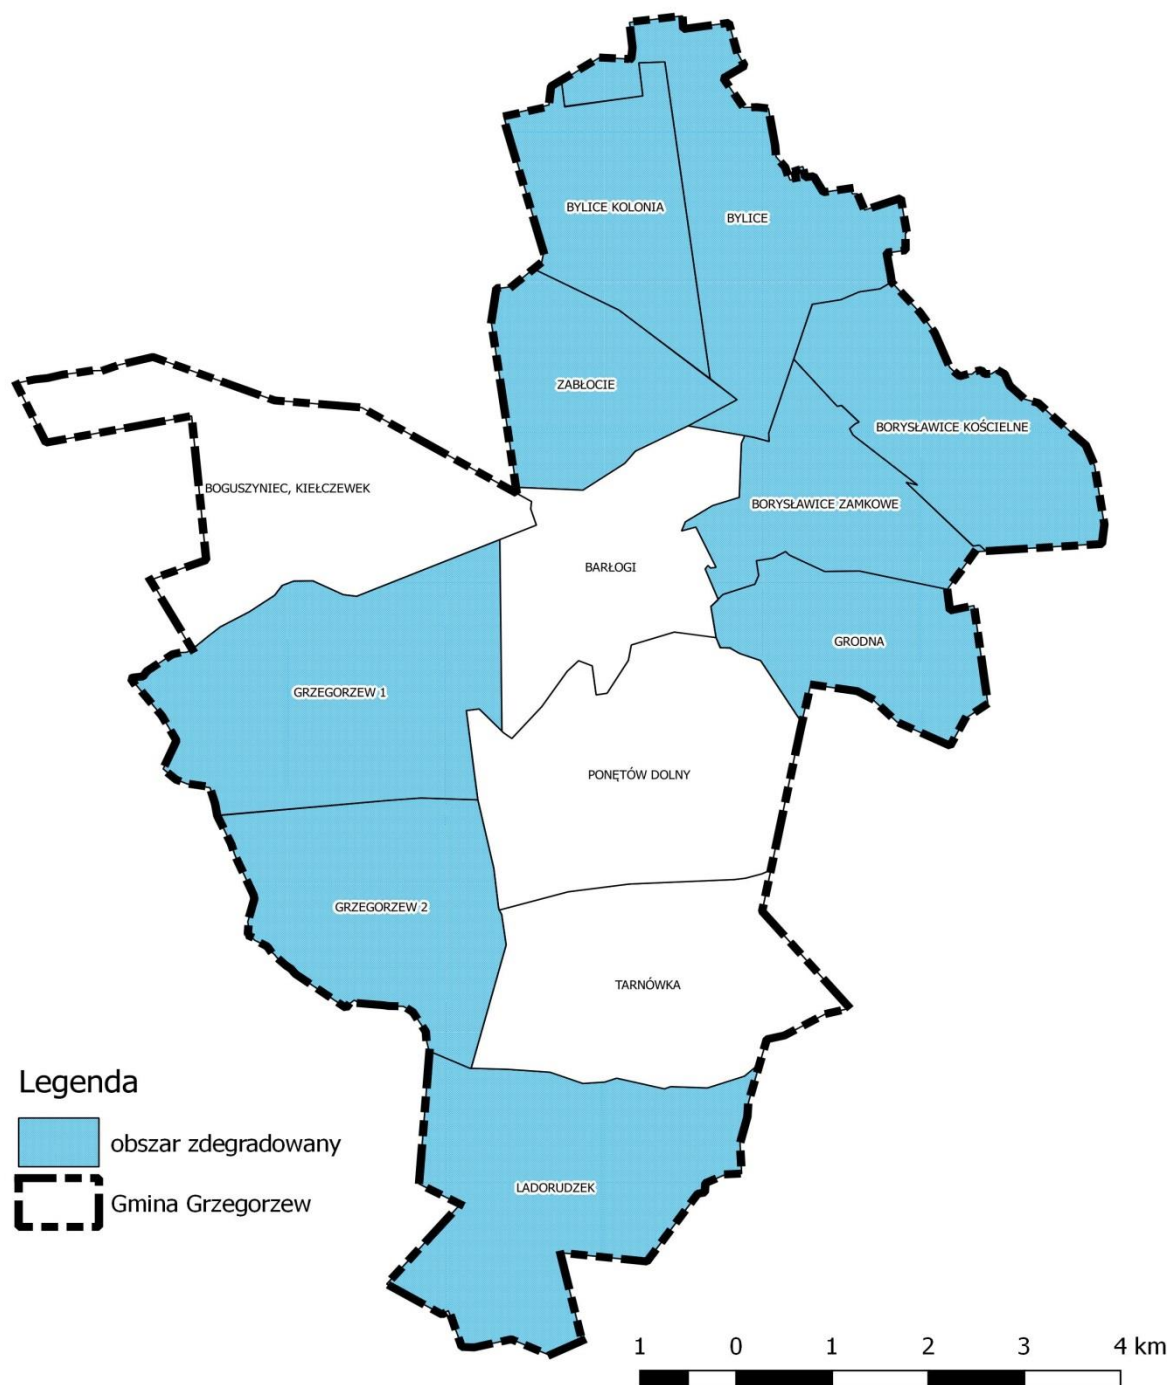 BYLICE KOLONIA
BYLICE
ZABŁOCIE
BORYSŁAWICE KOŚCIELNE
BOGUSZYNIEC, KIEŁCZEWEK
BORYSŁAWICE ZAMKOWE
BARŁOGI
GRODNA
GRZEGORZEW 1
PONĘTÓW DOLNY
GRZEGORZEW 2
TARNÓWKA
Legenda
obszar zdegradowany
LADORUDZEK
Gmina Grzegorzew
1 0 1 2 3 4 km